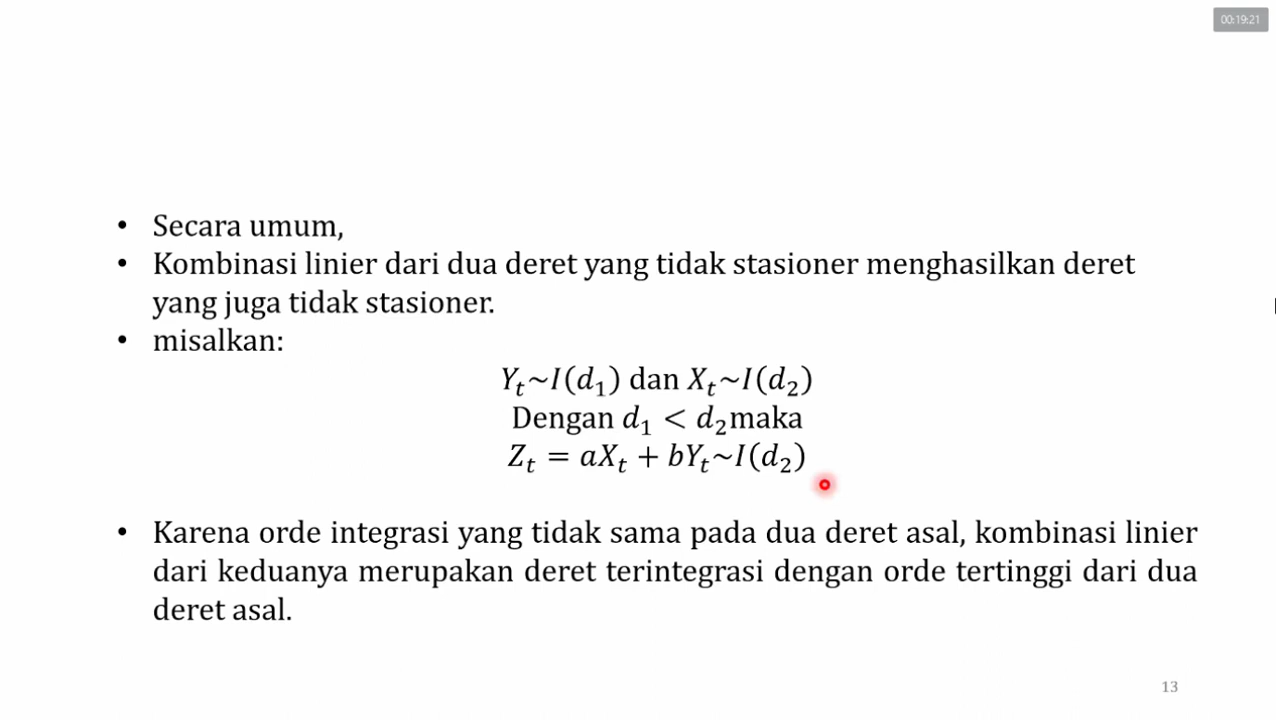 00:19:21
• Secara umum,
• Kombinasi linier dari dua deret yang tidak stasioner menghasilkan deret
yang juga tidak stasioner.
• misalkan:
Yₜ~I(d₁) dan Xₜ~I(d₂)
Dengan d₁ < d₂maka
Zₜ = aXₜ + bYₜ~I(d₂)
• Karena orde integrasi yang tidak sama pada dua deret asal, kombinasi linier
dari keduanya merupakan deret terintegrasi dengan orde tertinggi dari dua
deret asal.
13